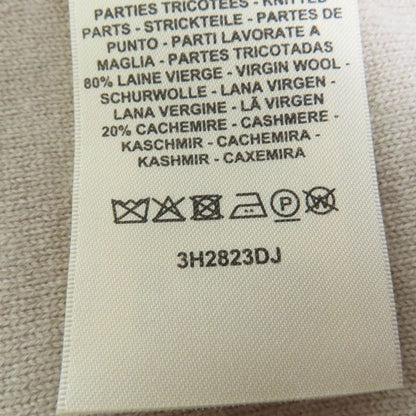 PARTIES TRICOTÉES - KNITTED
PARTS - STRICKTEILE - PARTES DE
PUNTO - PARTI LAVORATE A
MAGLIA - PARTES TRICOTADAS
80% LAINE VIERGE - VIRGIN WOOL -
SCHURWOLLE - LANA VIRGEN -
LANA VERGINE - LÃ VIRGEN
20% CACHEMIRE - CASHMERE -
KASCHMIR - CACHEMIRA -
KASHMIR - CAXEMIRA
P W
3H2823DJ